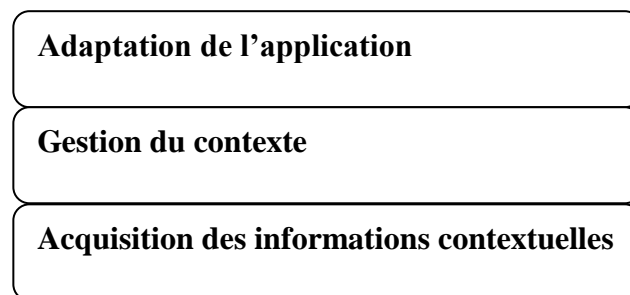 Adaptation de l’application
Gestion du contexte
Acquisition des informations contextuelles